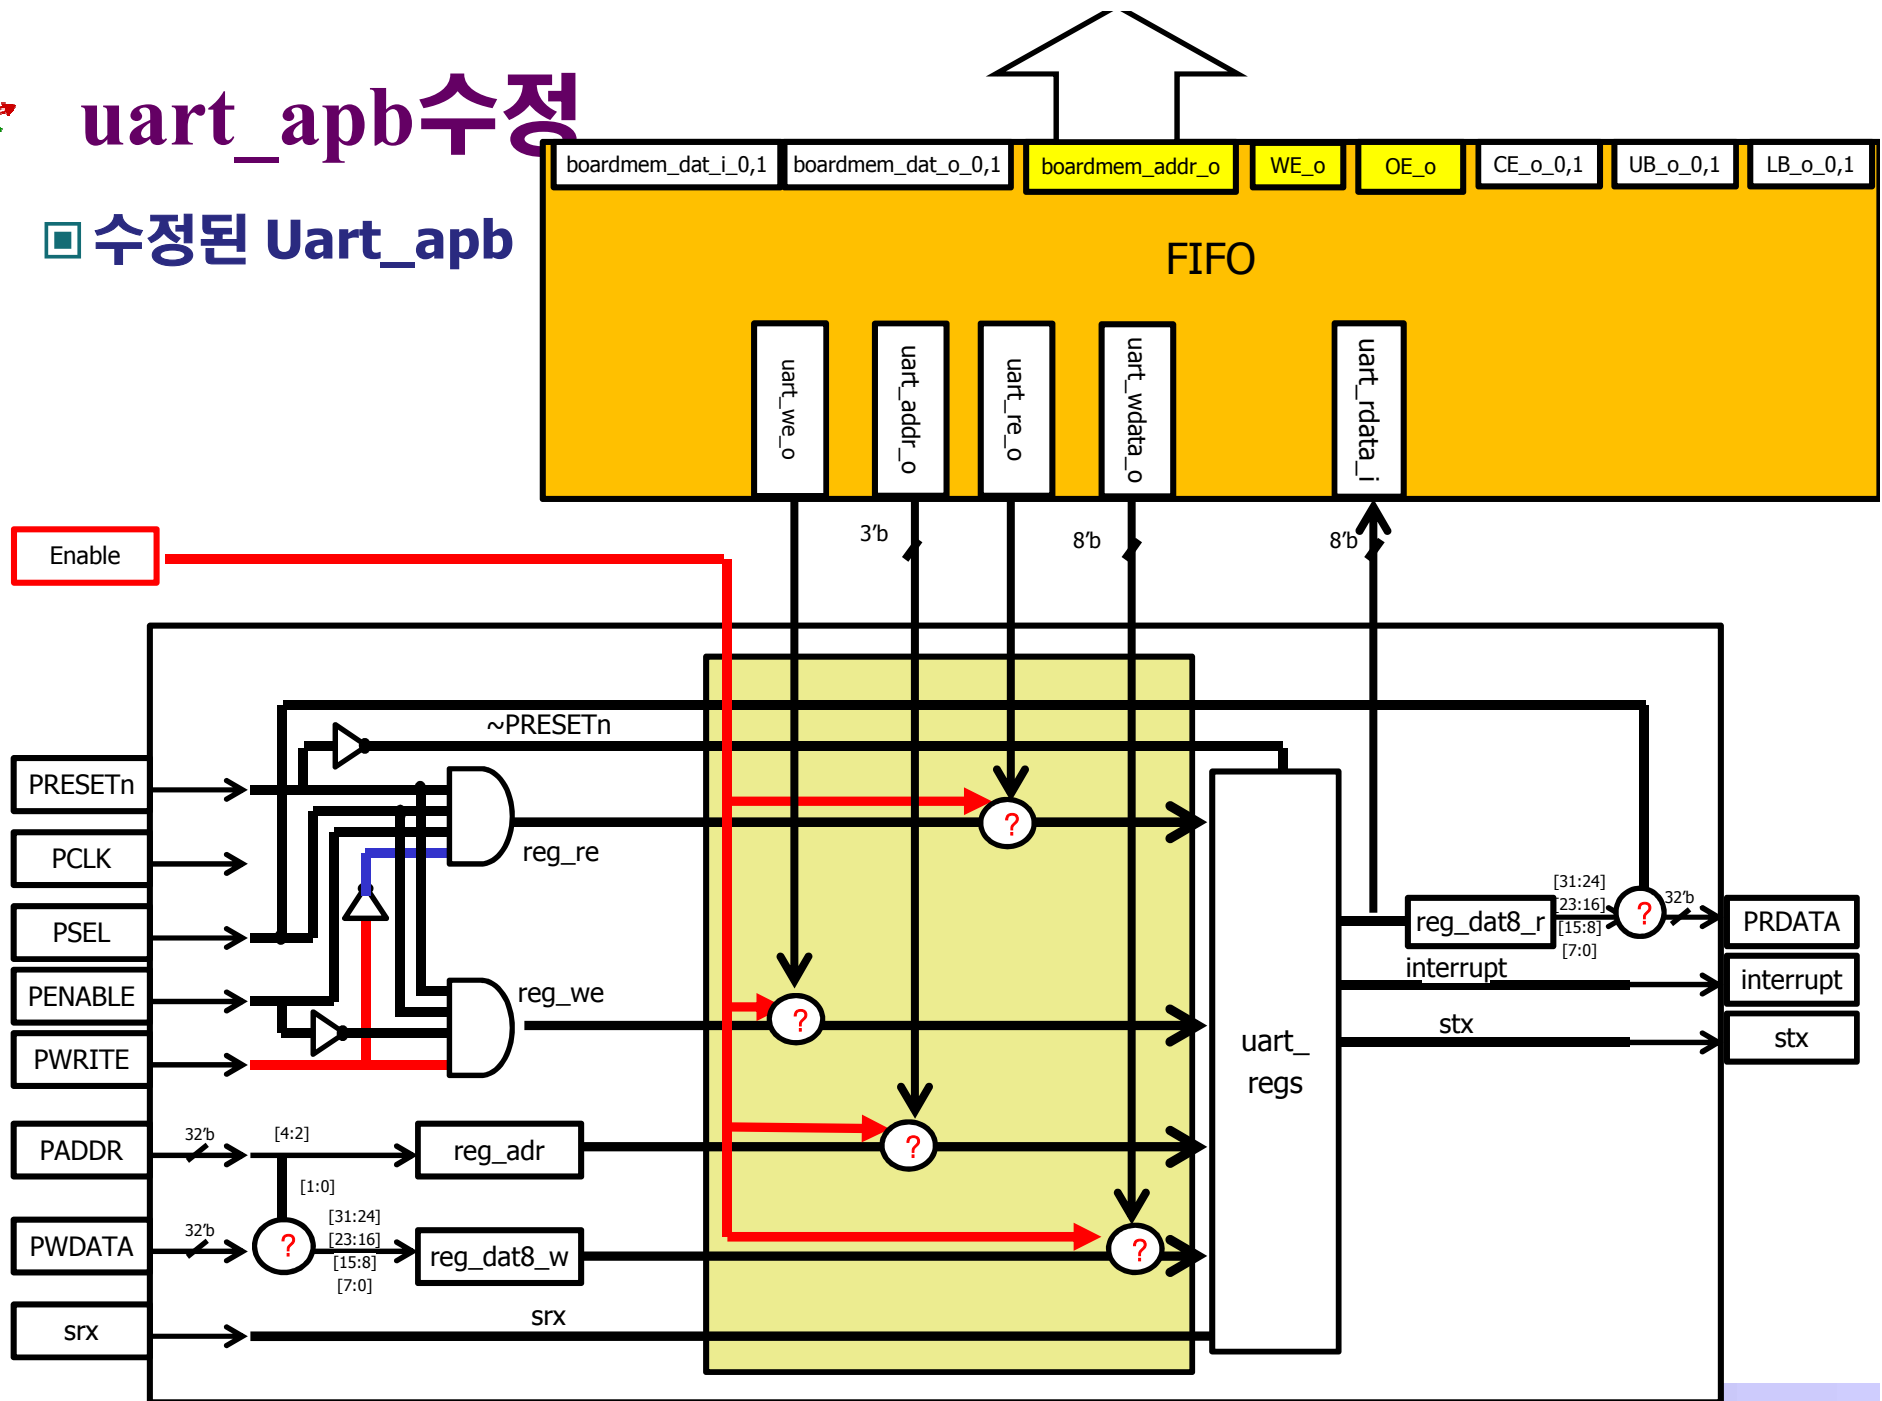 uart_apb수정
수정된 Uart_apb
boardmem_dat_i_0,1
boardmem_dat_o_0,1
boardmem_addr_o
WE_o
OE_o
CE_o_0,1
UB_o_0,1
LB_o_0,1
FIFO
uart_we_o
uart_addr_o
uart_re_o
uart_wdata_o
uart_rdata_i
3’b
8’b
8’b
Enable
~PRESETn
PRESETn
PCLK
PSEL
PENABLE
PWRITE
PADDR
PWDATA
srx
reg_re
reg_we
?
?
?
?
32’b
[4:2]
reg_adr
[1:0]
32’b
?
[31:24]
[23:16]
[15:8]
[7:0]
reg_dat8_w
srx
uart_
regs
reg_dat8_r
[31:24]
[23:16]
[15:8]
[7:0]
?
32’b
PRDATA
interrupt
interrupt
stx
stx